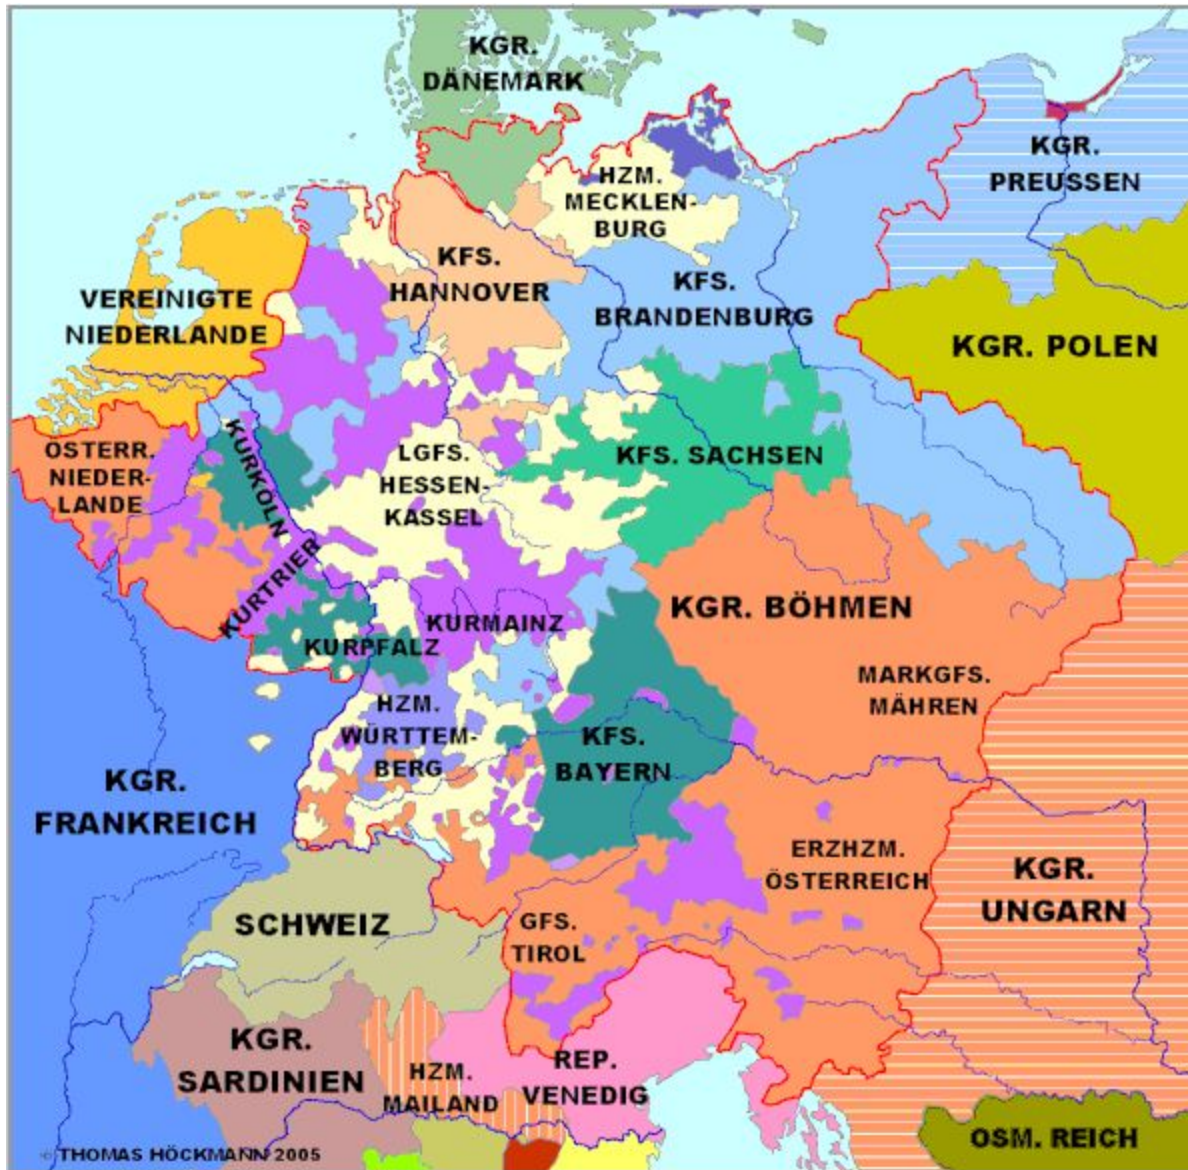 KGR.
DÄNEMARK
KGR.
PREUSSEN
HZM.
MECKLEN-
BURG
KFS.
HANNOVER
KFS.
BRANDENBURG
VEREINIGTE
NIEDERLANDE
KGR. POLEN
ÖSTERR.
NIEDER-
LANDE
KURKÖLN
LGFS.
HESSEN-
KASSEL
KFS. SACHSEN
KURTRIER
KURMAINZ
KURPFALZ
KGR. BÖHMEN
MARKGFS.
MÄHREN
HZM.
WÜRTTEM-
BERG
KFS.
BAYERN
KGR.
FRANKREICH
ERZHZM.
ÖSTERREICH
KGR.
UNGARN
SCHWEIZ
GFS.
TIROL
KGR.
SARDINIEN
HZM.
MAILAND
REP.
VENEDIG
OSM. REICH
© THOMAS HÖCKMANN 2005